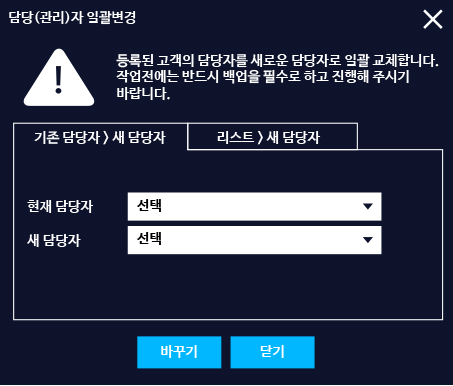 담당(관리)자 일괄변경
등록된 고객의 담당자를 새로운 담당자로 일괄 교체합니다.
작업전에는 반드시 백업을 필수로 하고 진행해 주시기
바랍니다.
기존 담당자 > 새 담당자
리스트 > 새 담당자
현재 담당자
선택
새 담당자
선택
바꾸기
닫기